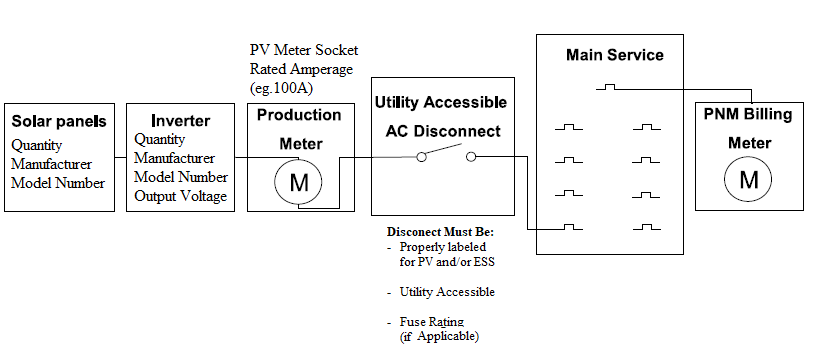 Solar panels
Quantity
Manufacturer
Model Number
Inverter
Quantity
Manufacturer
Model Number
Output Voltage
PV Meter Socket
Rated Amperage
(eg.100A)
Production
Meter
M
Utility Accessible
AC Disconnect
Disconect Must Be:
- Properly labeled
for PV and/or ESS
- Utility Accessible
- Fuse Rating
(if Applicable)
Main Service
PNM Billing
Meter
M